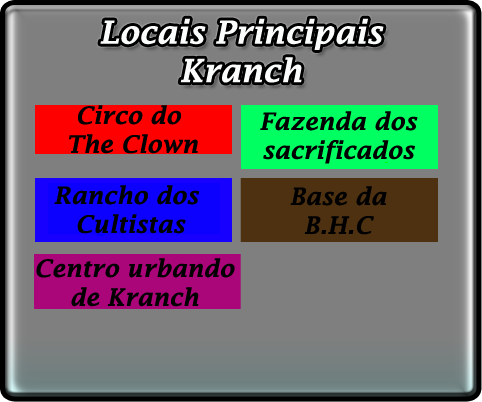 Locais Principais
Kranch
Circo do
The Clown
Fazenda dos
sacrificados
Rancho dos
Cultistas
Base da
B.H.C
Centro urbando
de Kranch